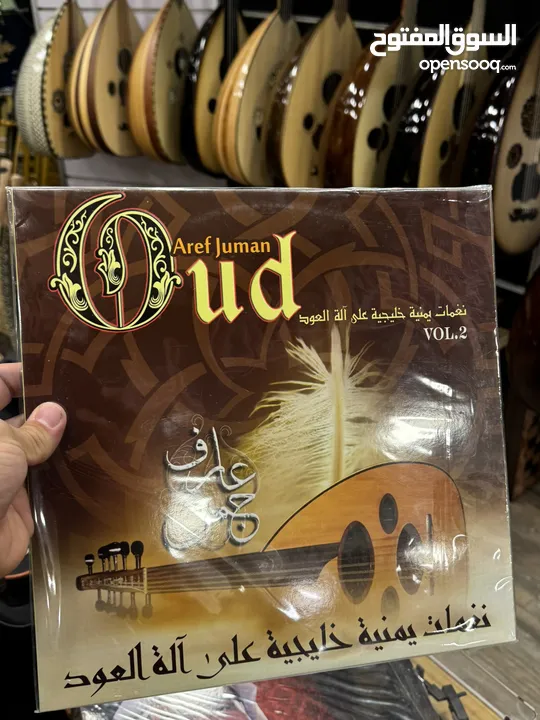 السوق المفتوح
opensooq.com
Aref Juman
Oud
نغمات يمنية خليجية على آلة العود
VOL.2
عارف
جمن
نغمات يمنية خليجية على آلة العود